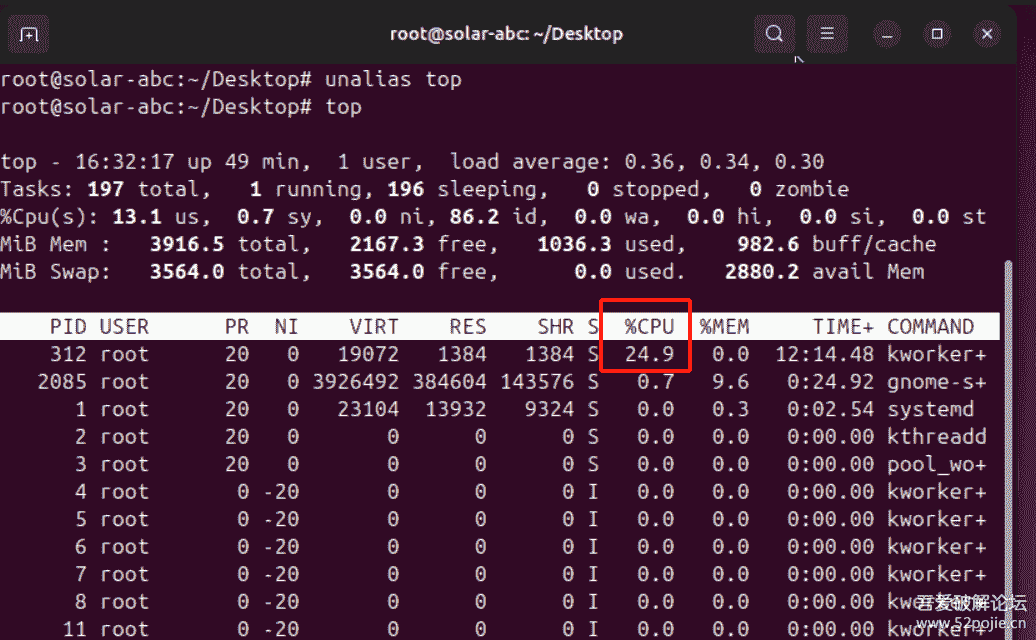 root@solar-abc: ~/Desktop
root@solar-abc:~/Desktop# unalias top
root@solar-abc:~/Desktop# top
top - 16:32:17 up 49 min,  1 user,  load average: 0.36, 0.34, 0.30
Tasks: 197 total,   1 running, 196 sleeping,   0 stopped,   0 zombie
%Cpu(s): 13.1 us,  0.7 sy,  0.0 ni, 86.2 id,  0.0 wa,  0.0 hi,  0.0 si,  0.0 st
MiB Mem :   3916.5 total,   2167.3 free,   1036.3 used,    982.6 buff/cache
MiB Swap:   3564.0 total,   3564.0 free,      0.0 used.   2880.2 avail Mem
PID USER      PR  NI    VIRT    RES    SHR S  %CPU  %MEM     TIME+ COMMAND
312 root      20   0   19072   1384   1384 S  24.9   0.0  12:14.48 kworker+
2085 root      20   0 3926492 384604 143576 S   0.7   9.6   0:24.92 gnome-s+
1 root      20   0   23104  13932   9324 S   0.0   0.3   0:02.54 systemd
2 root      20   0       0      0      0 S   0.0   0.0   0:00.00 kthreadd
3 root      20   0       0      0      0 S   0.0   0.0   0:00.00 pool_wo+
4 root       0 -20       0      0      0 I   0.0   0.0   0:00.00 kworker+
5 root       0 -20       0      0      0 I   0.0   0.0   0:00.00 kworker+
6 root       0 -20       0      0      0 I   0.0   0.0   0:00.00 kworker+
7 root       0 -20       0      0      0 I   0.0   0.0   0:00.00 kworker+
8 root       0 -20       0      0      0 I   0.0   0.0   0:00.00 kworker+
11 root       0 -20       0      0      0 I   0.0   0.0   0:00.00 kworker+
吾爱破解论坛
www.52pojie.cn